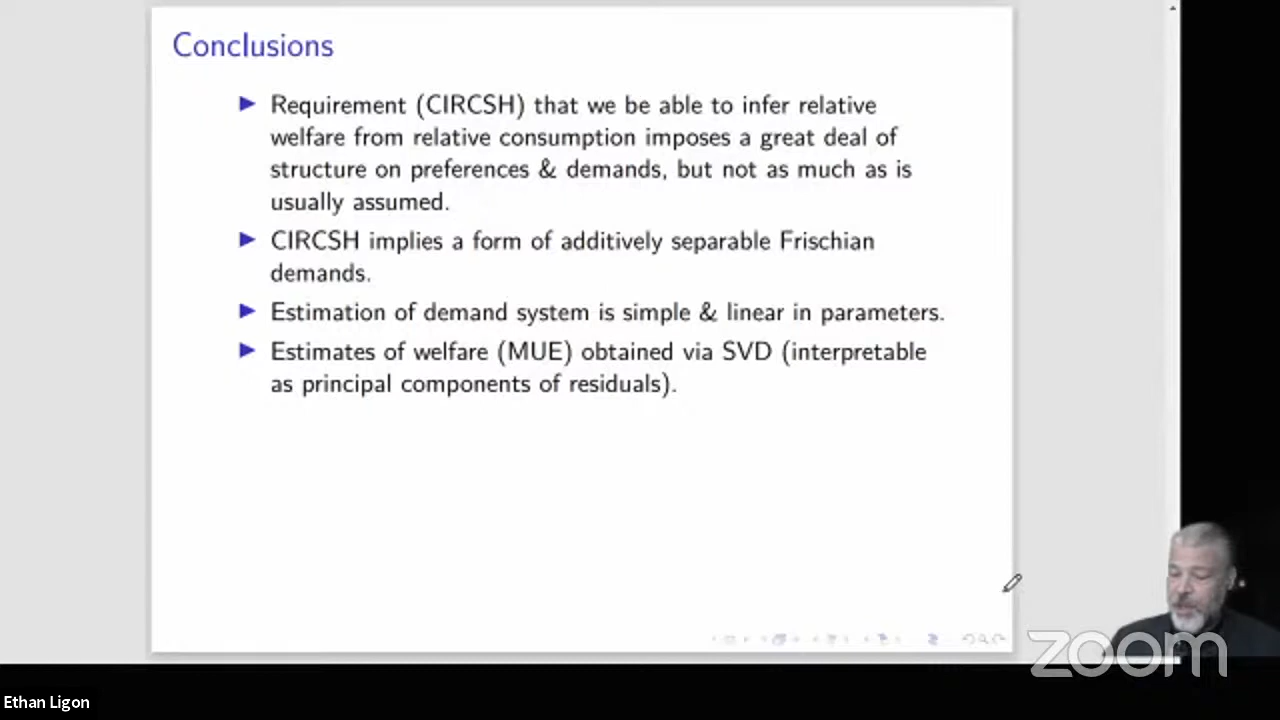 Conclusions
Requirement (CIRCSH) that we be able to infer relative
welfare from relative consumption imposes a great deal of
structure on preferences & demands, but not as much as is
usually assumed.
CIRCSH implies a form of additively separable Frischian
demands.
Estimation of demand system is simple & linear in parameters.
Estimates of welfare (MUE) obtained via SVD (interpretable
as principal components of residuals).
zoom
Ethan Ligon